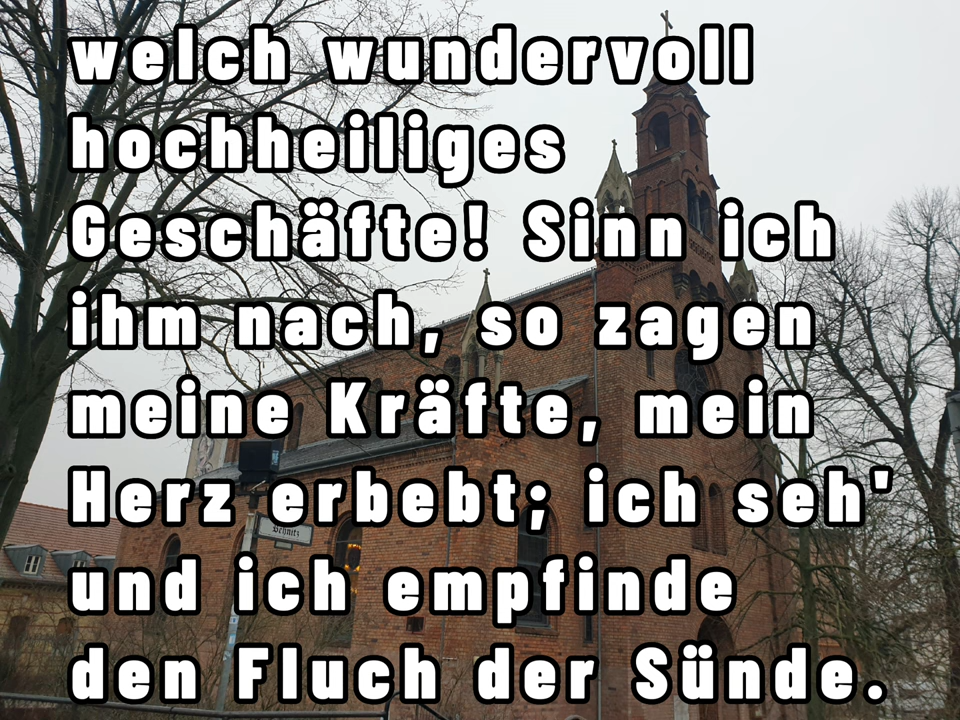 welch wundervoll
hochheiliges
Geschäfte! Sinn ich
ihm nach, so zagen
meine Kräfte, mein
Herz erbebt; ich seh'
und ich empfinde
den Fluch der Sünde.